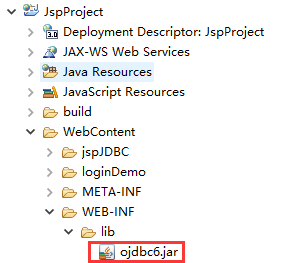 JspProject
Deployment Descriptor: JspProject
JAX-WS Web Services
Java Resources
JavaScript Resources
build
WebContent
jspJDBC
loginDemo
META-INF
WEB-INF
lib
ojdbc6.jar